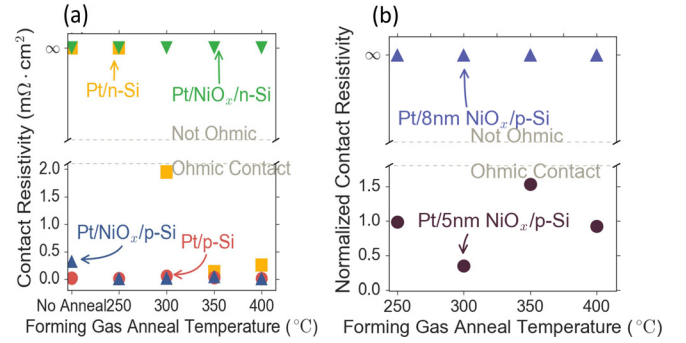 (a)
Contact Resistivity (mΩ · cm²)
∞
Pt/n-Si
Pt/NiOₓ/n-Si
Not Ohmic
Ohmic Contact
2.0
1.5
1.0
0.5
0.0
Pt/NiOₓ/p-Si
Pt/p-Si
No Anneal 250 300 350 400
Forming Gas Anneal Temperature (°C)
(b)
Normalized Contact Resistivity
∞
Pt/8nm NiOₓ/p-Si
Not Ohmic
Ohmic Contact
1.5
1.0
0.5
0.0
Pt/5nm NiOₓ/p-Si
250 300 350 400
Forming Gas Anneal Temperature (°C)